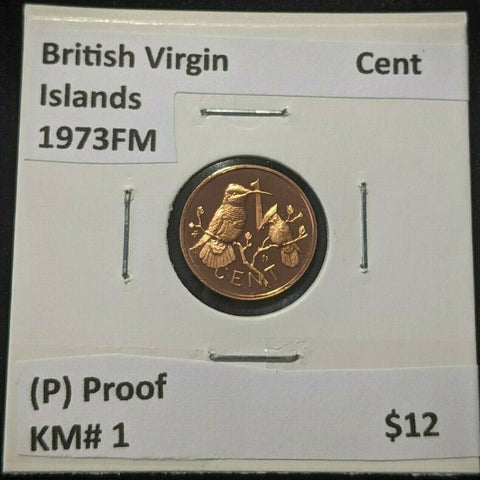 British Virgin Cent
Islands
1973FM
1
CENT
(P) Proof
KM# 1 $12